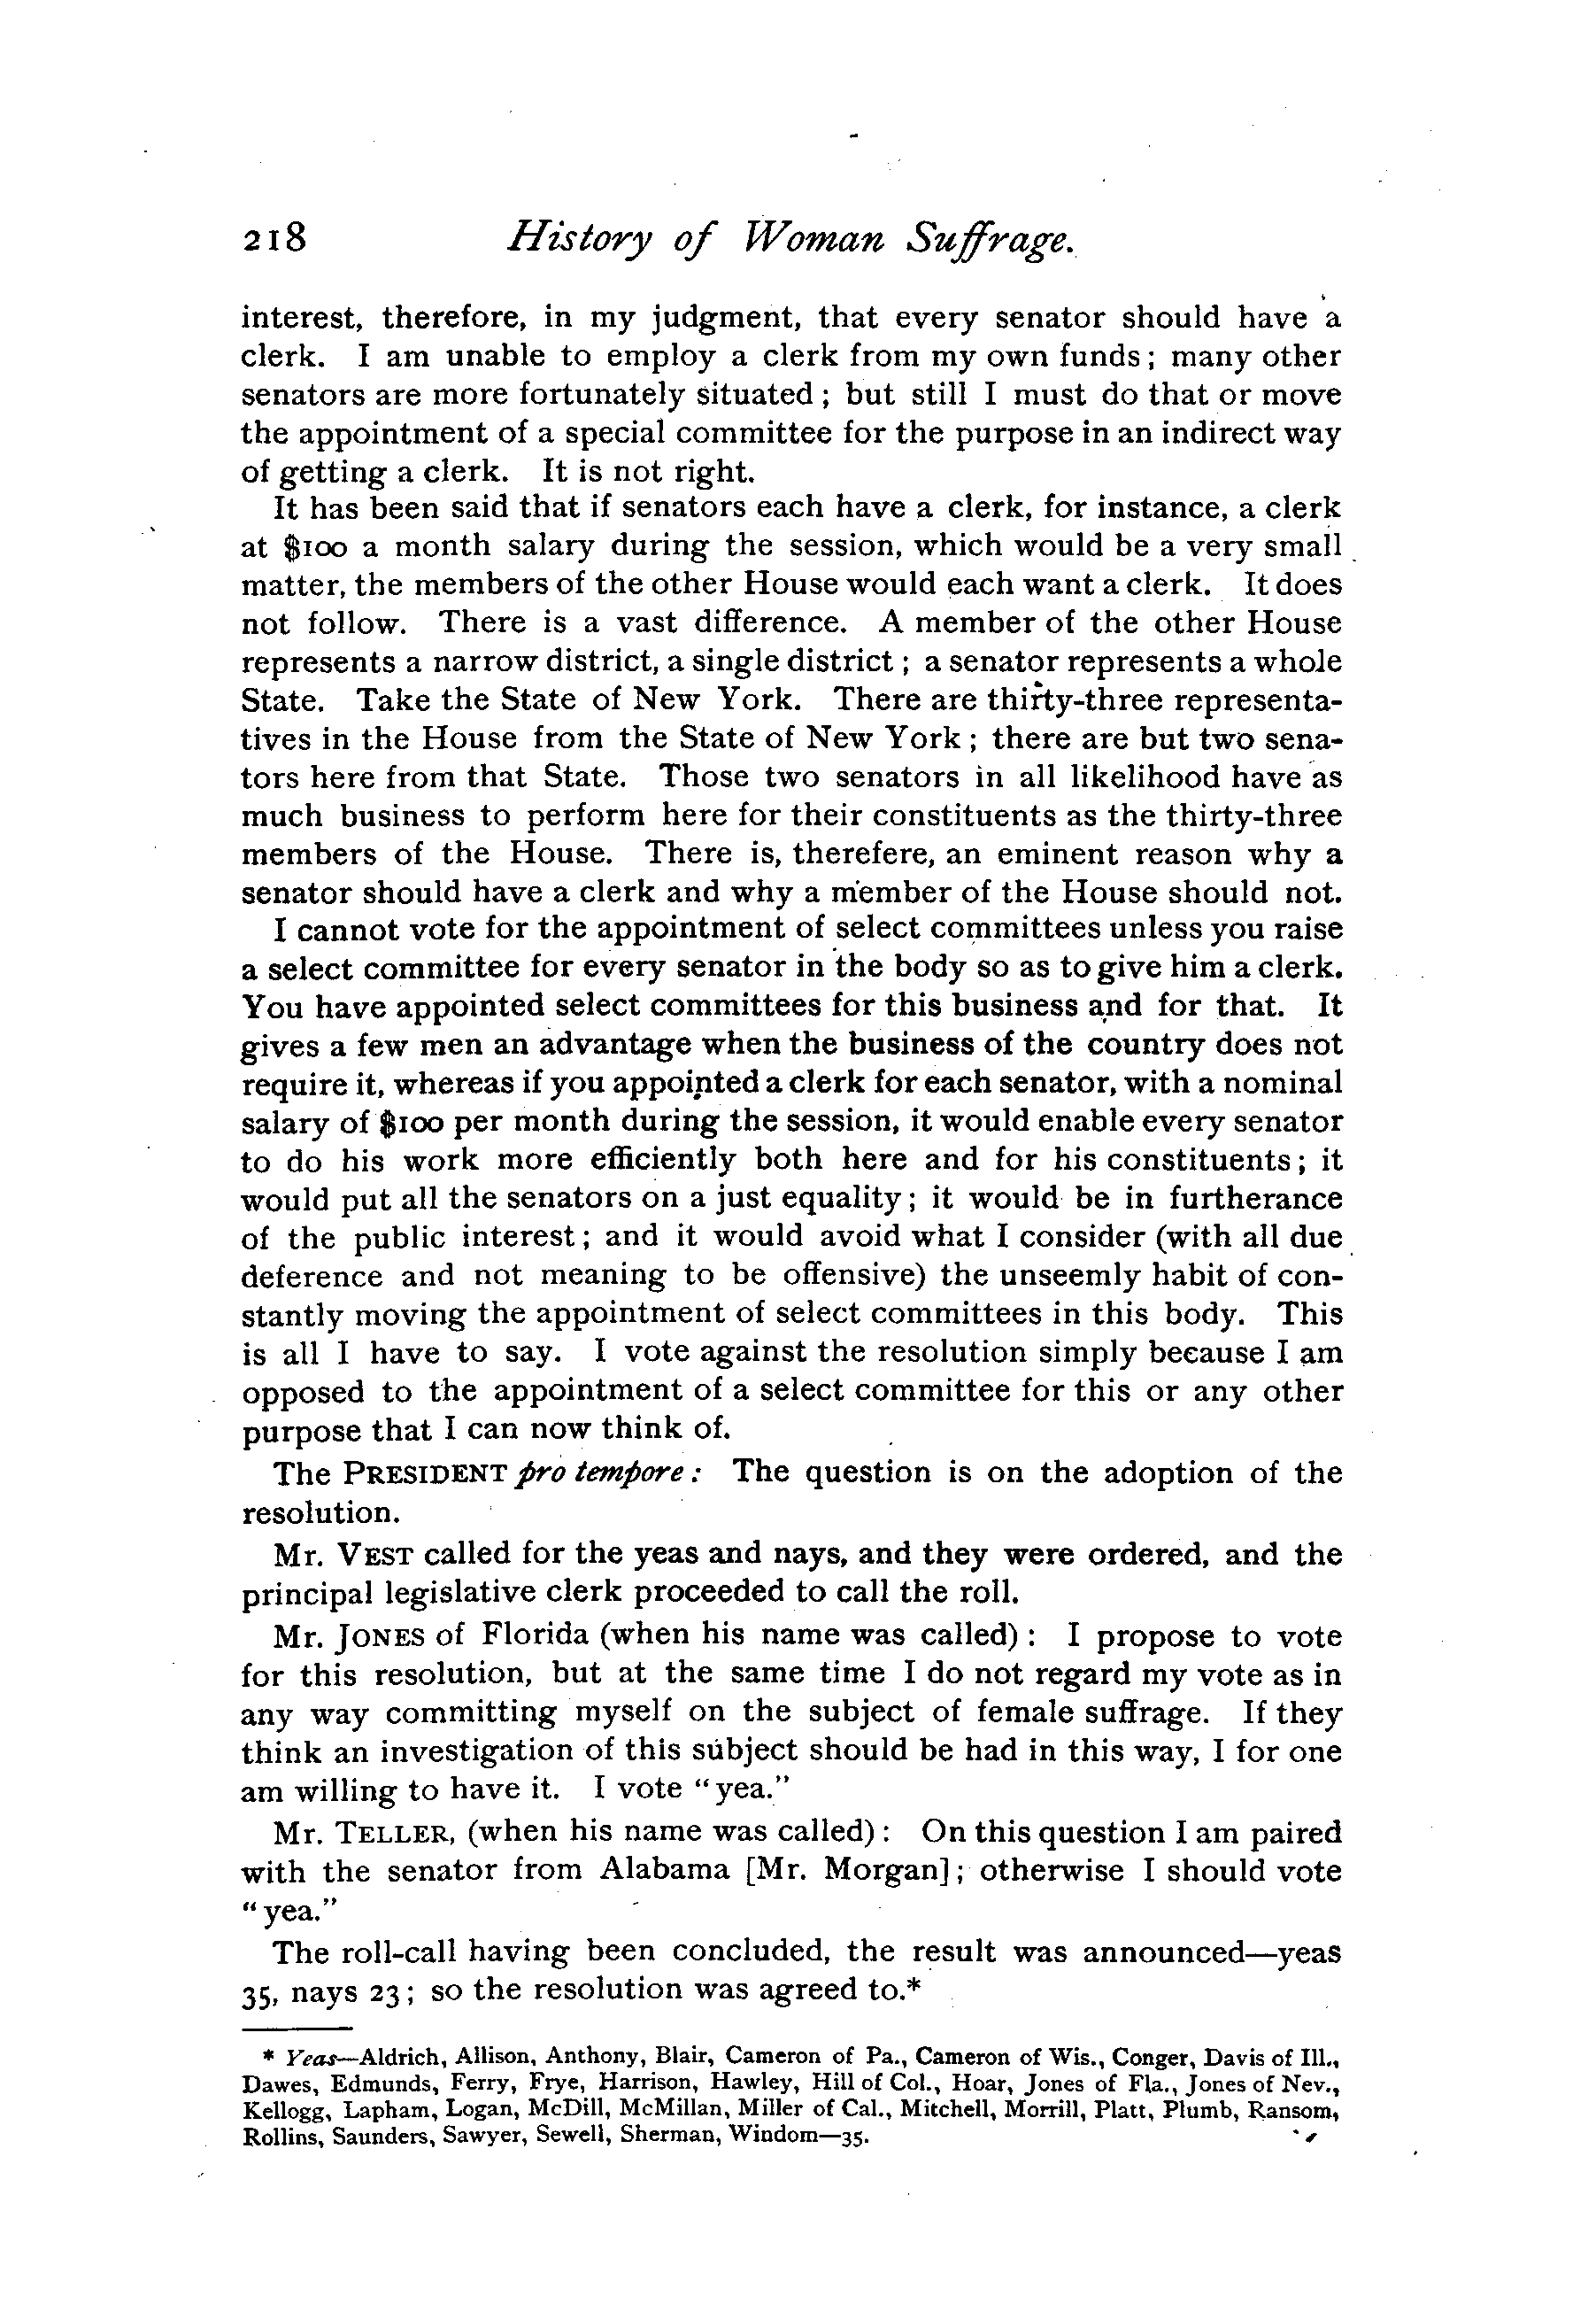 218 History of Woman Suffrage.
interest, therefore, in my judgment, that every senator should have a
clerk. I am unable to employ a clerk from my own funds; many other
senators are more fortunately situated; but still I must do that or move
the appointment of a special committee for the purpose in an indirect way
of getting a clerk. It is not right.
It has been said that if senators each have a clerk, for instance, a clerk
at $100 a month salary during the session, which would be a very small
matter, the members of the other House would each want a clerk. It does
not follow. There is a vast difference. A member of the other House
represents a narrow district, a single district; a senator represents a whole
State. Take the State of New York. There are thirty-three representa-
tives in the House from the State of New York; there are but two sena-
tors here from that State. Those two senators in all likelihood have as
much business to perform here for their constituents as the thirty-three
members of the House. There is, therefere, an eminent reason why a
senator should have a clerk and why a member of the House should not.
I cannot vote for the appointment of select committees unless you raise
a select committee for every senator in the body so as to give him a clerk.
You have appointed select committees for this business and for that. It
gives a few men an advantage when the business of the country does not
require it, whereas if you appointed a clerk for each senator, with a nominal
salary of $100 per month during the session, it would enable every senator
to do his work more efficiently both here and for his constituents; it
would put all the senators on a just equality; it would be in furtherance
of the public interest; and it would avoid what I consider (with all due
deference and not meaning to be offensive) the unseemly habit of con-
stantly moving the appointment of select committees in this body. This
is all I have to say. I vote against the resolution simply because I am
opposed to the appointment of a select committee for this or any other
purpose that I can now think of.
The PRESIDENT pro tempore: The question is on the adoption of the
resolution.
Mr. VEST called for the yeas and nays, and they were ordered, and the
principal legislative clerk proceeded to call the roll.
Mr. JONES of Florida (when his name was called): I propose to vote
for this resolution, but at the same time I do not regard my vote as in
any way committing myself on the subject of female suffrage. If they
think an investigation of this subject should be had in this way, I for one
am willing to have it. I vote "yea."
Mr. TELLER, (when his name was called): On this question I am paired
with the senator from Alabama [Mr. Morgan]; otherwise I should vote
"yea."
The roll-call having been concluded, the result was announced—yeas
35, nays 23; so the resolution was agreed to.*
* Yeas—Aldrich, Allison, Anthony, Blair, Cameron of Pa., Cameron of Wis., Conger, Davis of Ill.,
Dawes, Edmunds, Ferry, Frye, Harrison, Hawley, Hill of Col., Hoar, Jones of Fla., Jones of Nev.,
Kellogg, Lapham, Logan, McDill, McMillan, Miller of Cal., Mitchell, Morrill, Platt, Plumb, Ransom,
Rollins, Saunders, Sawyer, Sewell, Sherman, Windom—35.